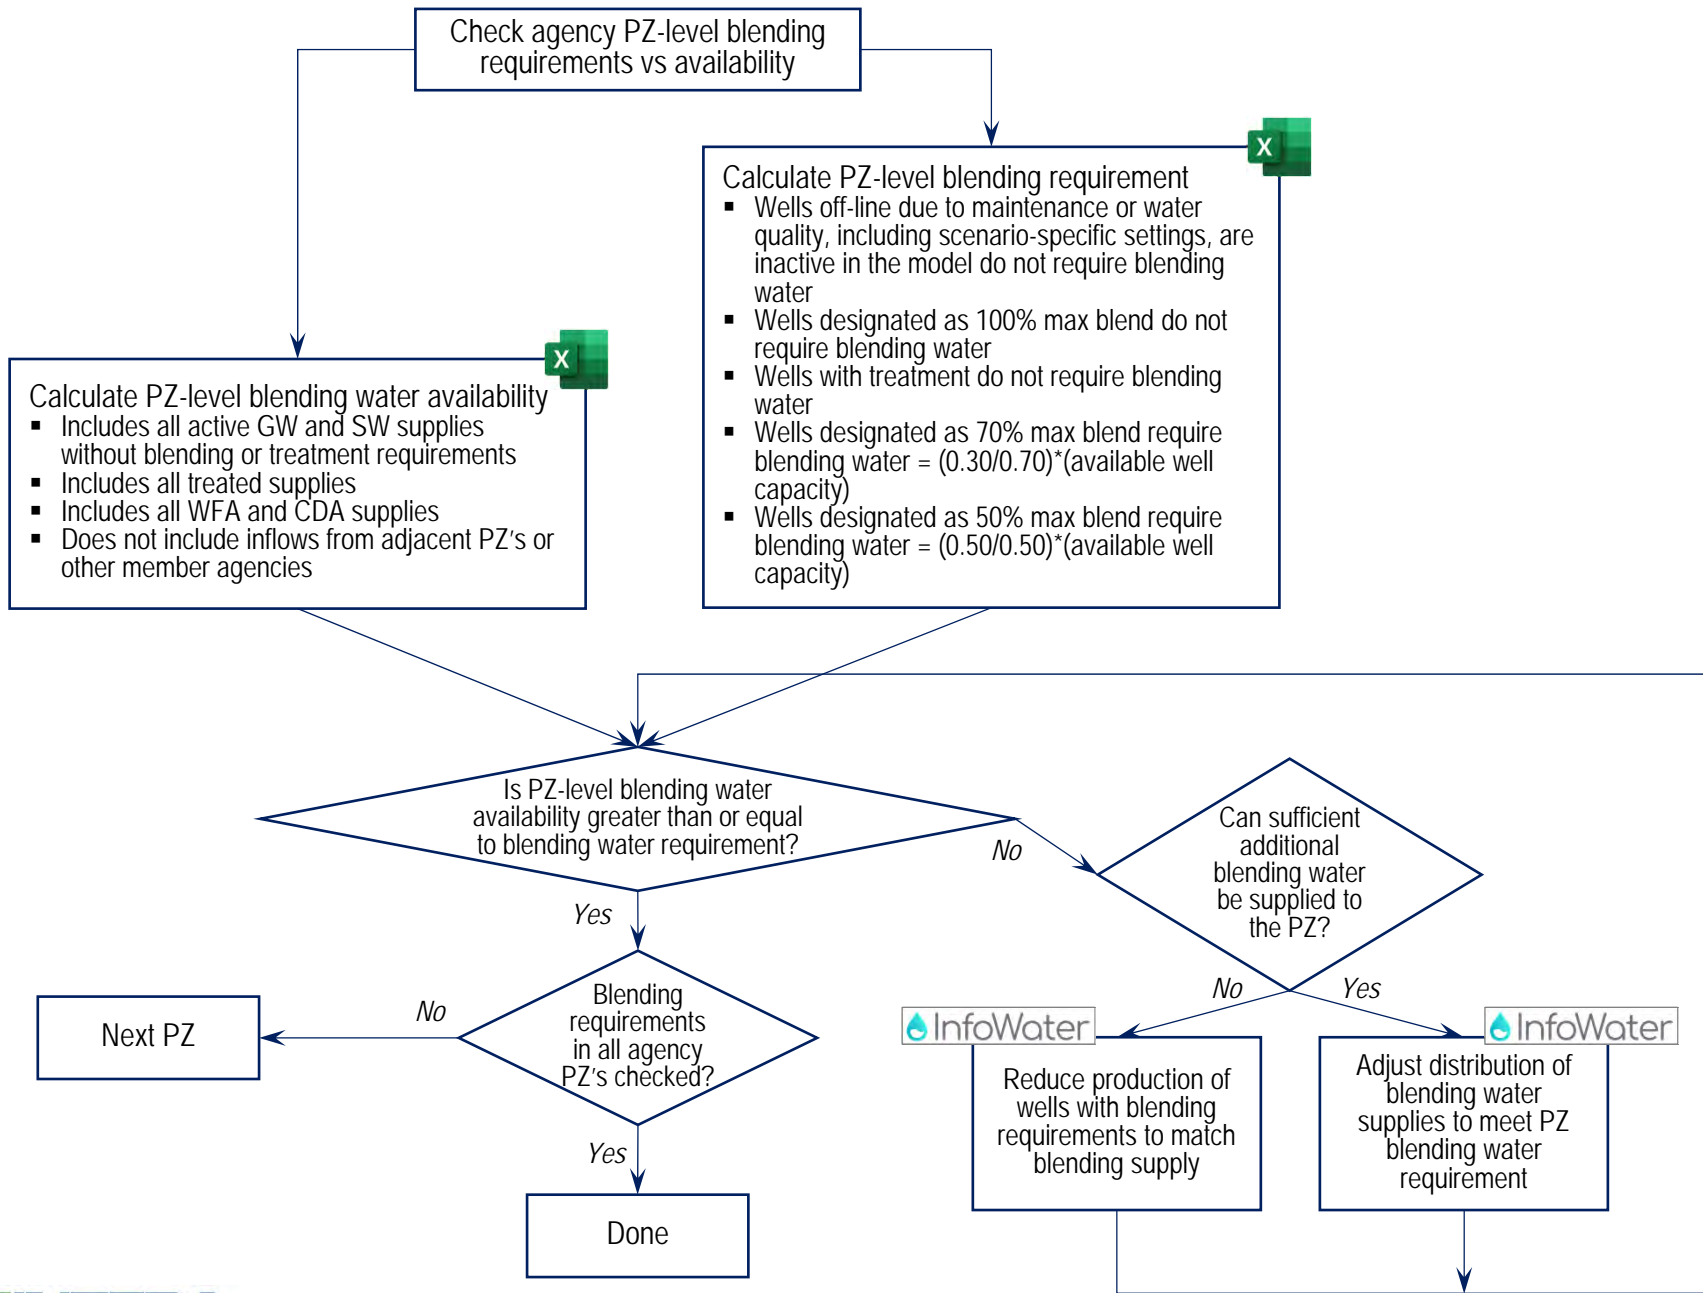 Check agency PZ-level blending
requirements vs availability
X
Calculate PZ-level blending requirement
▪ Wells off-line due to maintenance or water
quality, including scenario-specific settings, are
inactive in the model do not require blending
water
▪ Wells designated as 100% max blend do not
require blending water
▪ Wells with treatment do not require blending
water
▪ Wells designated as 70% max blend require
blending water = (0.30/0.70)*(available well
capacity)
▪ Wells designated as 50% max blend require
blending water = (0.50/0.50)*(available well
capacity)
X
Calculate PZ-level blending water availability
▪ Includes all active GW and SW supplies
without blending or treatment requirements
▪ Includes all treated supplies
▪ Includes all WFA and CDA supplies
▪ Does not include inflows from adjacent PZ's or
other member agencies
Is PZ-level blending water
availability greater than or equal
to blending water requirement?
No
Yes
Can sufficient
additional
blending water
be supplied to
the PZ?
No
Yes
Blending
requirements
in all agency
PZ's checked?
No
Yes
Next PZ
Done
InfoWater
Reduce production of
wells with blending
requirements to match
blending supply
InfoWater
Adjust distribution of
blending water
supplies to meet PZ
blending water
requirement